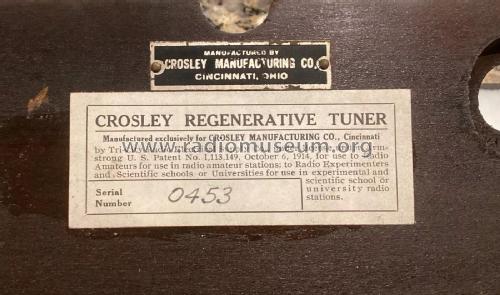 MANUFACTURED BY
CROSLEY MANUFACTURING CO.
CINCINNATI, OHIO
CROSLEY REGENERATIVE TUNER
Manufactured exclusively for CROSLEY MANUFACTURING CO., Cincinnati
by Tri-
www.radiomuseum.org
strong U. S. Patent No. 1,113,149, October 6, 1914, for use to Radio
Amateurs for use in radio amateur stations; to Radio Experimenters
and Scientific schools or Universities for use in experimental and
scientific school or
university radio
stations.
Serial
Number
0453